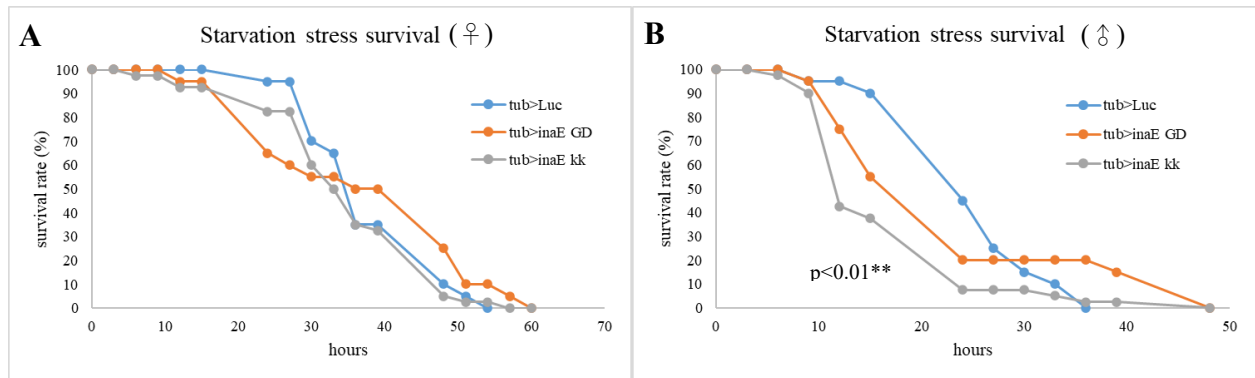 A
Starvation stress survival (♀)
100
90
80
70
60
50
40
30
20
10
0
survival rate (%)
tub>Luc
tub>inaE GD
tub>inaE kk
0 10 20 30 40 50 60 70
hours
B
Starvation stress survival (♂)
100
90
80
70
60
50
40
30
20
10
0
survival rate (%)
tub>Luc
tub>inaE GD
tub>inaE kk
p<0.01**
0 10 20 30 40 50
hours